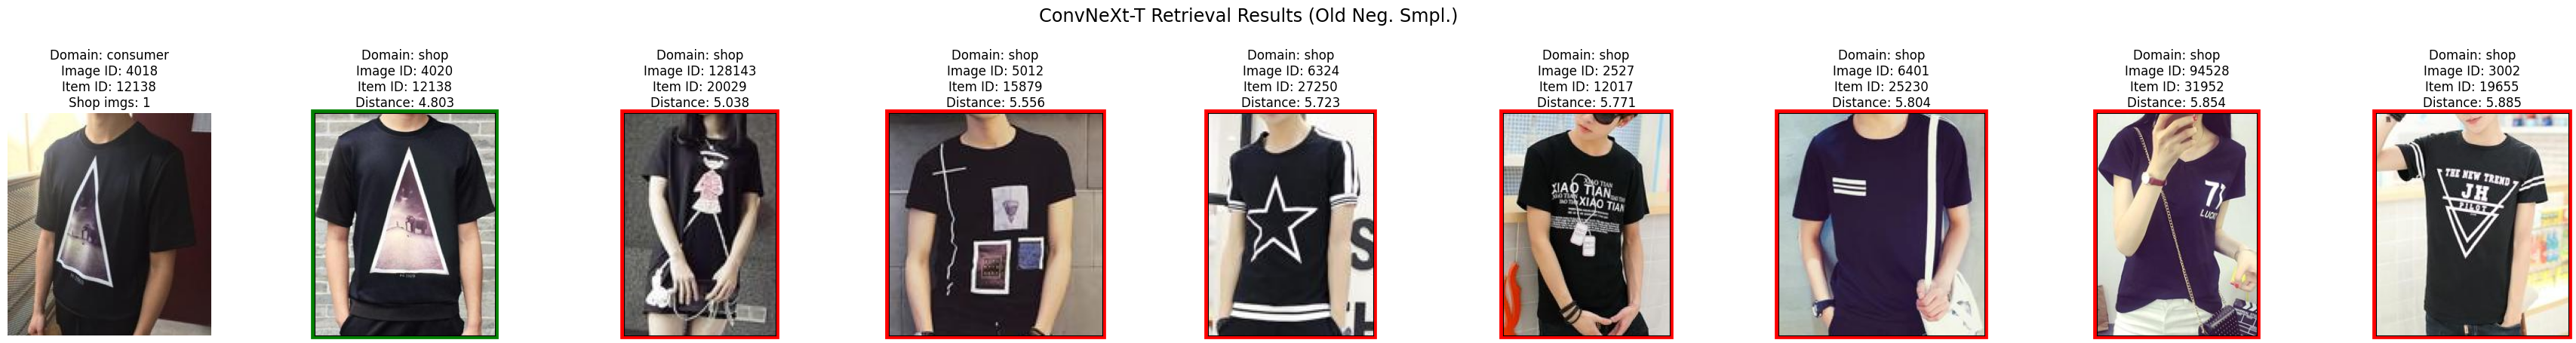 ConvNeXt-T Retrieval Results (Old Neg. Smpl.)
Domain: consumer
Image ID: 4018
Item ID: 12138
Shop imgs: 1
Domain: shop
Image ID: 4020
Item ID: 12138
Distance: 4.803
Domain: shop
Image ID: 128143
Item ID: 20029
Distance: 5.038
Domain: shop
Image ID: 5012
Item ID: 15879
Distance: 5.556
Domain: shop
Image ID: 6324
Item ID: 27250
Distance: 5.723
Domain: shop
Image ID: 2527
Item ID: 12017
Distance: 5.771
XIAO TIAN
XIAO TIAN
XIAO TIAN
Domain: shop
Image ID: 6401
Item ID: 25230
Distance: 5.804
Domain: shop
Image ID: 94528
Item ID: 31952
Distance: 5.854
Domain: shop
Image ID: 3002
Item ID: 19655
Distance: 5.885
THE NEW TREND
JH
PILOT